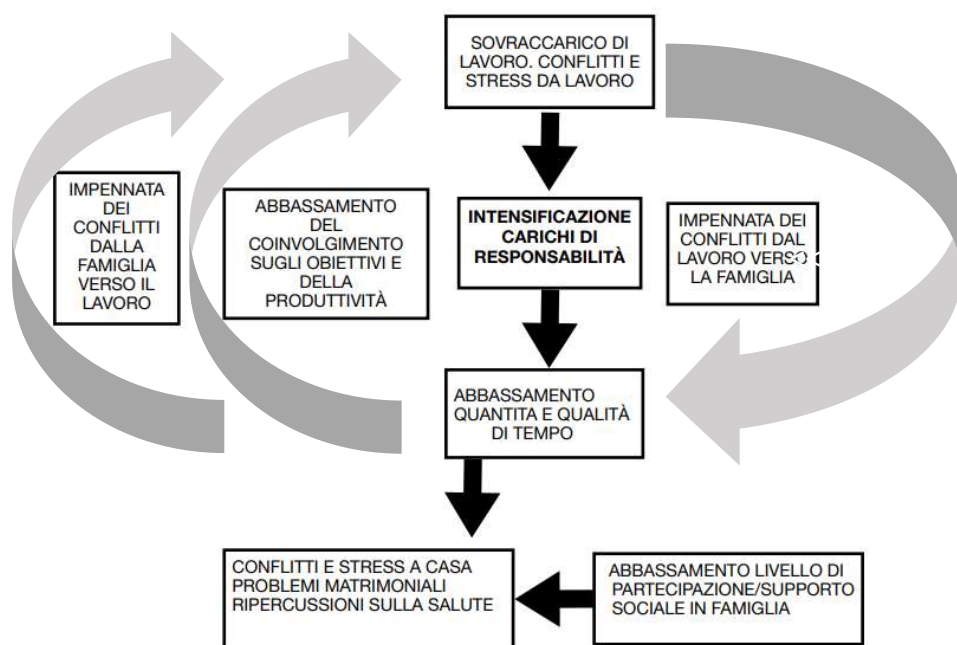 SOVRACCARICO DI
LAVORO. CONFLITTI E
STRESS DA LAVORO
IMPENNATA
DEI
CONFLITTI
DALLA
FAMIGLIA
VERSO IL
LAVORO
ABBASSAMENTO
DEL
COINVOLGIMENTO
SUGLI OBIETTIVI E
DELLA
PRODUTTIVITÀ
INTENSIFICAZIONE
CARICHI DI
RESPONSABILITÀ
IMPENNATA DEI
CONFLITTI DAL
LAVORO VERSO
LA FAMIGLIA
ABBASSAMENTO
QUANTITA E QUALITÀ
DI TEMPO
CONFLITTI E STRESS A CASA
PROBLEMI MATRIMONIALI
RIPERCUSSIONI SULLA SALUTE
ABBASSAMENTO LIVELLO DI
PARTECIPAZIONE/SUPPORTO
SOCIALE IN FAMIGLIA